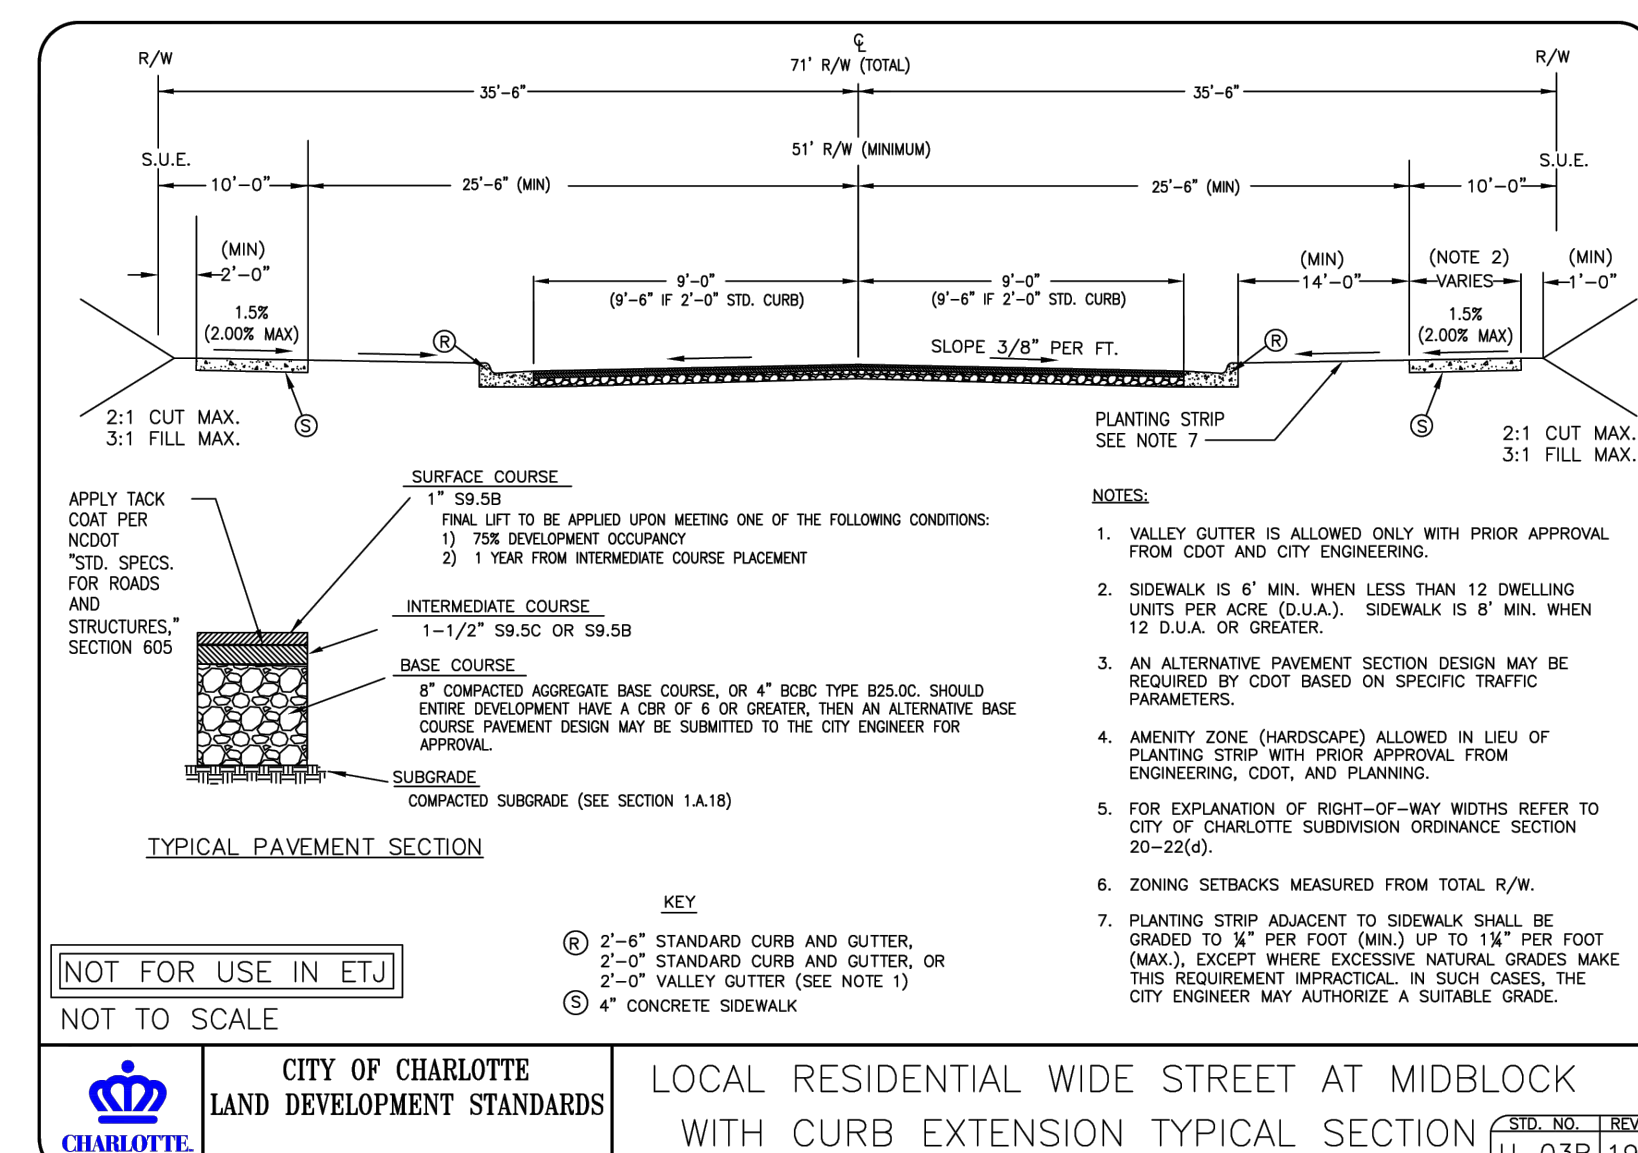 ℄
R/W
71' R/W (TOTAL)
R/W
35'-6"
35'-6"
51' R/W (MINIMUM)
S.U.E.
S.U.E.
10'-0"
25'-6" (MIN)
25'-6" (MIN)
10'-0"
(MIN)
2'-0"
9'-0"
(9'-6" IF 2'-0" STD. CURB)
9'-0"
(9'-6" IF 2'-0" STD. CURB)
(MIN)
14'-0"
(NOTE 2)
VARIES
(MIN)
1'-0"
1.5%
(2.00% MAX)
1.5%
(2.00% MAX)
R
SLOPE 3/8" PER FT.
R
2:1 CUT MAX.
3:1 FILL MAX.
S
PLANTING STRIP
SEE NOTE 7
S
2:1 CUT MAX.
3:1 FILL MAX.
APPLY TACK
COAT PER
NCDOT
"STD. SPECS.
FOR ROADS
AND
STRUCTURES,"
SECTION 605
SURFACE COURSE
1" S9.5B
FINAL LIFT TO BE APPLIED UPON MEETING ONE OF THE FOLLOWING CONDITIONS:
1) 75% DEVELOPMENT OCCUPANCY
2) 1 YEAR FROM INTERMEDIATE COURSE PLACEMENT
INTERMEDIATE COURSE
1-1/2" S9.5C OR S9.5B
BASE COURSE
8" COMPACTED AGGREGATE BASE COURSE, OR 4" BCBC TYPE B25.0C. SHOULD
ENTIRE DEVELOPMENT HAVE A CBR OF 6 OR GREATER, THEN AN ALTERNATIVE BASE
COURSE PAVEMENT DESIGN MAY BE SUBMITTED TO THE CITY ENGINEER FOR
APPROVAL.
SUBGRADE
COMPACTED SUBGRADE (SEE SECTION 1.A.18)
TYPICAL PAVEMENT SECTION
NOTES:
1. VALLEY GUTTER IS ALLOWED ONLY WITH PRIOR APPROVAL
FROM CDOT AND CITY ENGINEERING.
2. SIDEWALK IS 6' MIN. WHEN LESS THAN 12 DWELLING
UNITS PER ACRE (D.U.A.). SIDEWALK IS 8' MIN. WHEN
12 D.U.A. OR GREATER.
3. AN ALTERNATIVE PAVEMENT SECTION DESIGN MAY BE
REQUIRED BY CDOT BASED ON SPECIFIC TRAFFIC
PARAMETERS.
4. AMENITY ZONE (HARDSCAPE) ALLOWED IN LIEU OF
PLANTING STRIP WITH PRIOR APPROVAL FROM
ENGINEERING, CDOT, AND PLANNING.
5. FOR EXPLANATION OF RIGHT-OF-WAY WIDTHS REFER TO
CITY OF CHARLOTTE SUBDIVISION ORDINANCE SECTION
20-22(d).
6. ZONING SETBACKS MEASURED FROM TOTAL R/W.
7. PLANTING STRIP ADJACENT TO SIDEWALK SHALL BE
GRADED TO ¼" PER FOOT (MIN.) UP TO 1¼" PER FOOT
(MAX.), EXCEPT WHERE EXCESSIVE NATURAL GRADES MAKE
THIS REQUIREMENT IMPRACTICAL. IN SUCH CASES, THE
CITY ENGINEER MAY AUTHORIZE A SUITABLE GRADE.
KEY
R 2'-6" STANDARD CURB AND GUTTER,
2'-0" STANDARD CURB AND GUTTER, OR
2'-0" VALLEY GUTTER (SEE NOTE 1)
S 4" CONCRETE SIDEWALK
NOT FOR USE IN ETJ
NOT TO SCALE
CHARLOTTE
CITY OF CHARLOTTE
LAND DEVELOPMENT STANDARDS
LOCAL RESIDENTIAL WIDE STREET AT MIDBLOCK
WITH CURB EXTENSION TYPICAL SECTION
STD. NO. REV